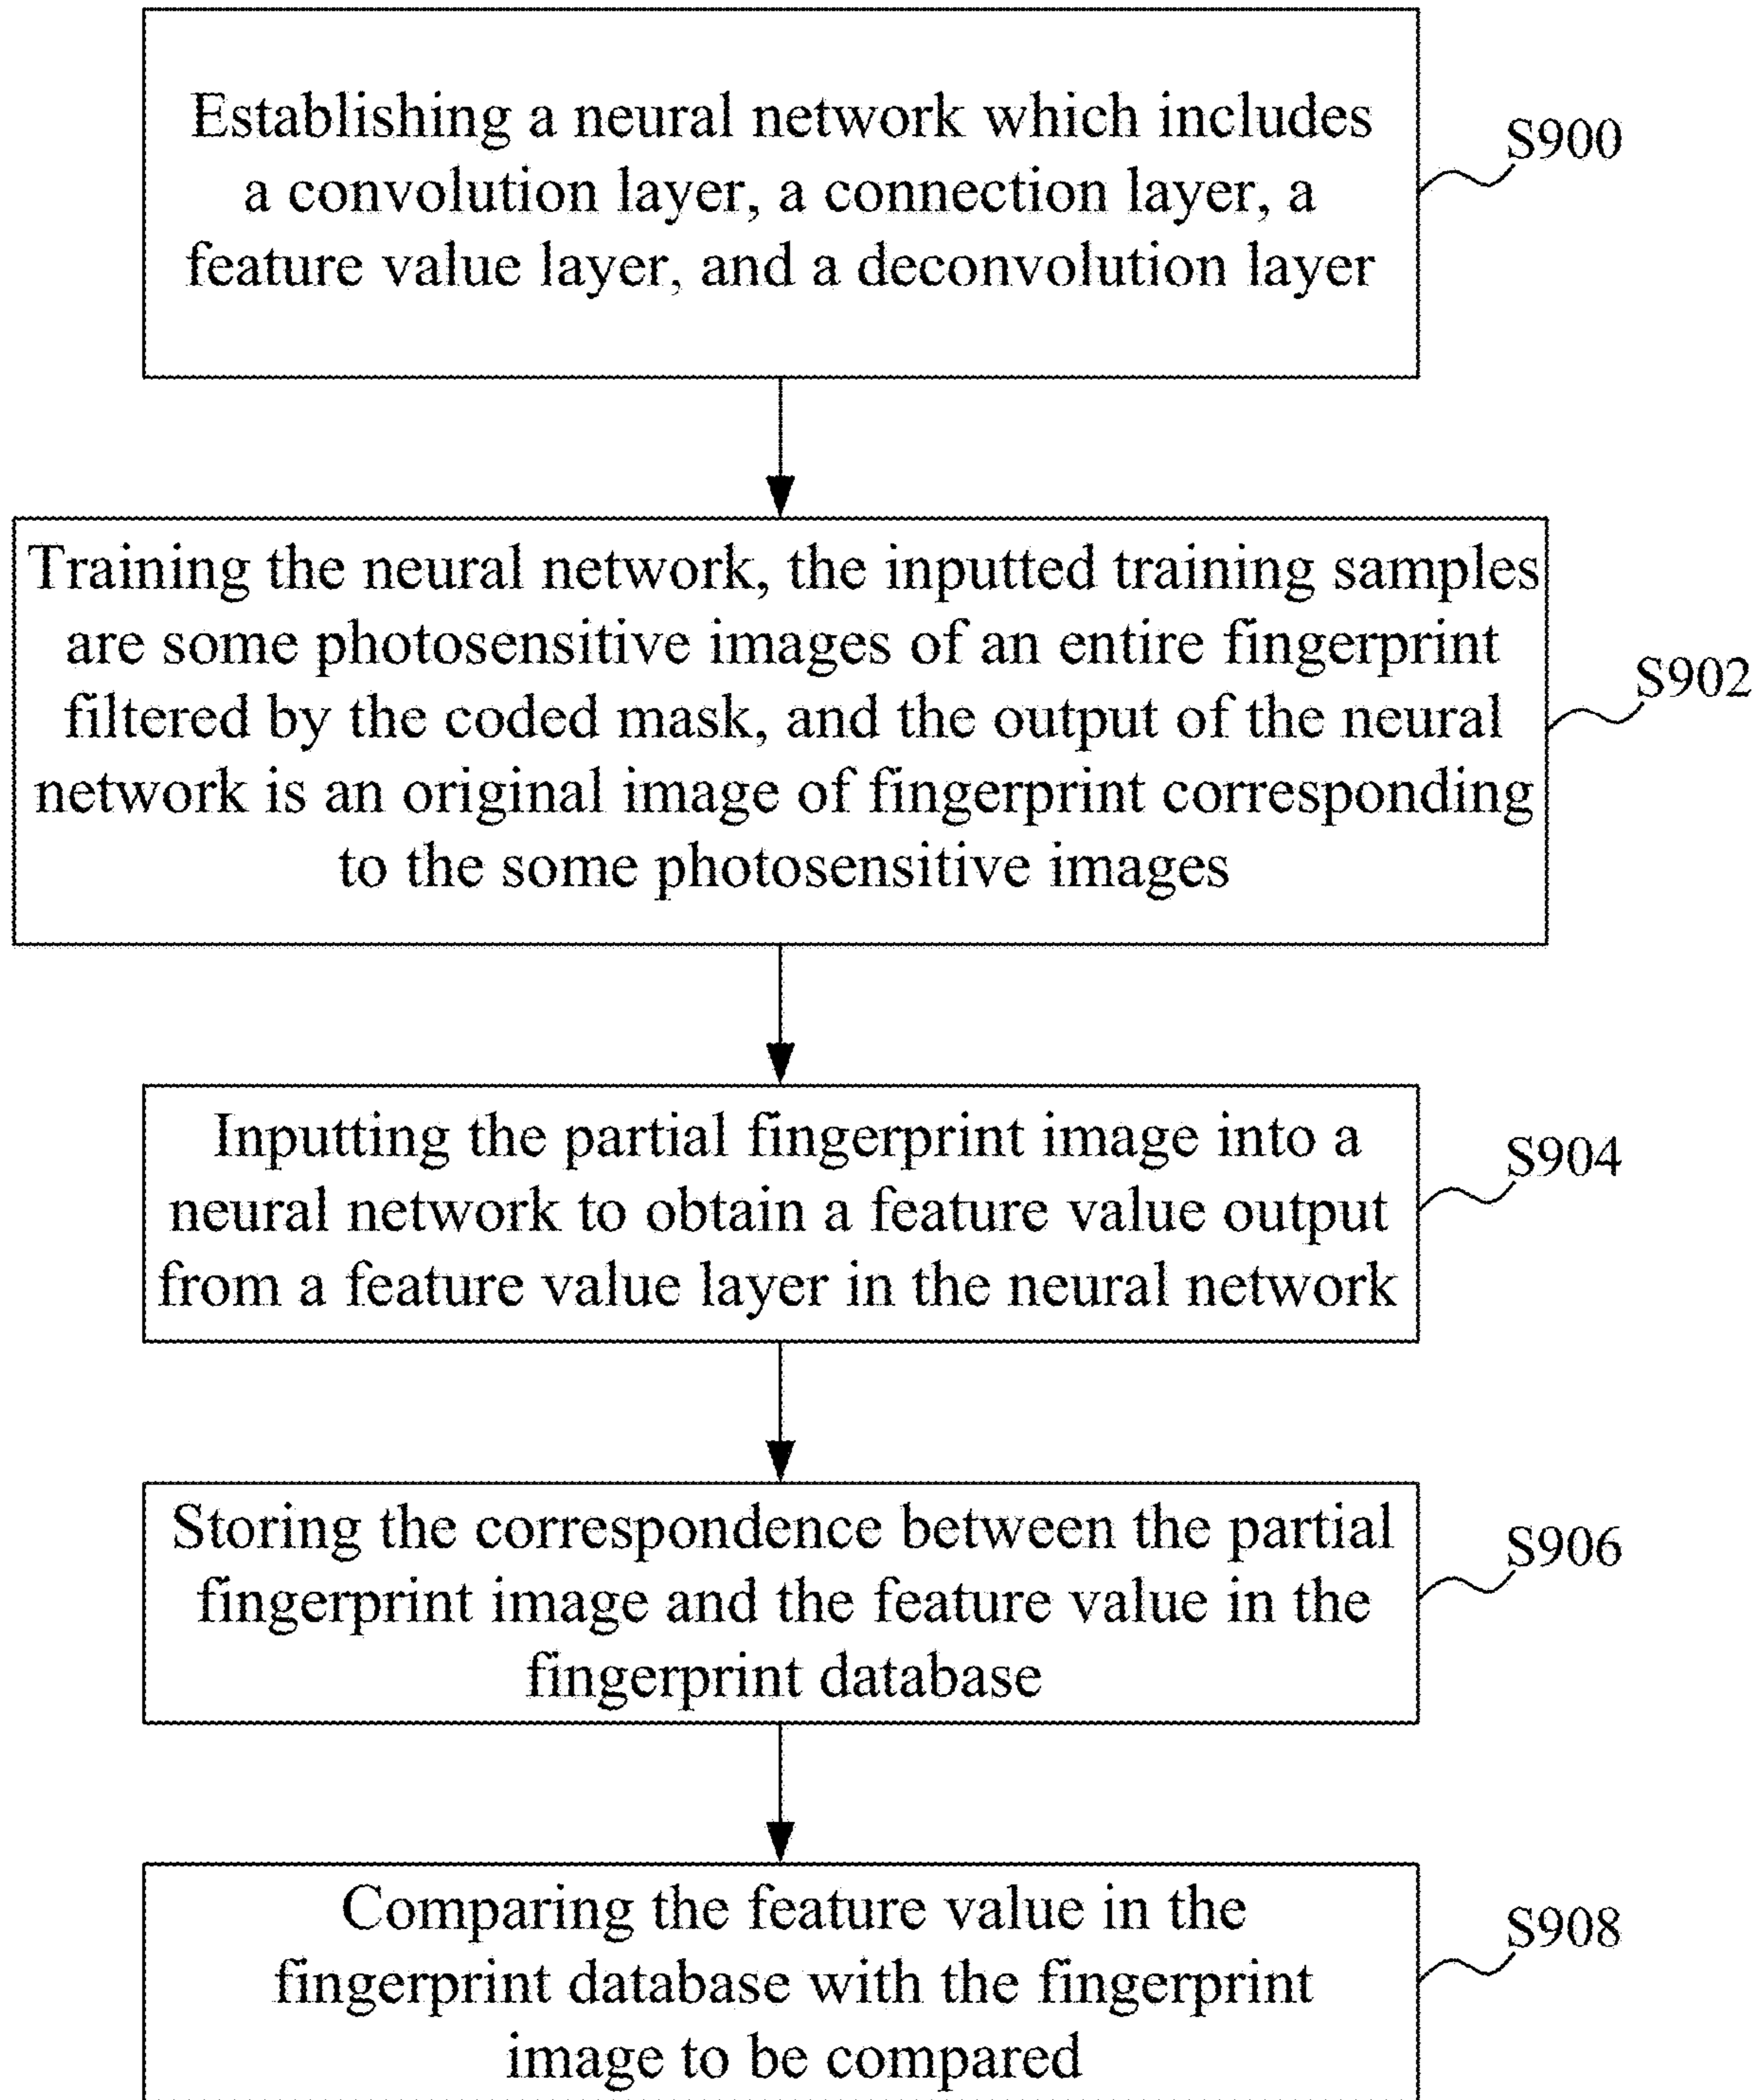 Establishing a neural network which includes
a convolution layer, a connection layer, a
feature value layer, and a deconvolution layer
S900
Training the neural network, the inputted training samples
are some photosensitive images of an entire fingerprint
filtered by the coded mask, and the output of the neural
network is an original image of fingerprint corresponding
to the some photosensitive images
S902
Inputting the partial fingerprint image into a
neural network to obtain a feature value output
from a feature value layer in the neural network
S904
Storing the correspondence between the partial
fingerprint image and the feature value in the
fingerprint database
S906
Comparing the feature value in the
fingerprint database with the fingerprint
image to be compared
S908